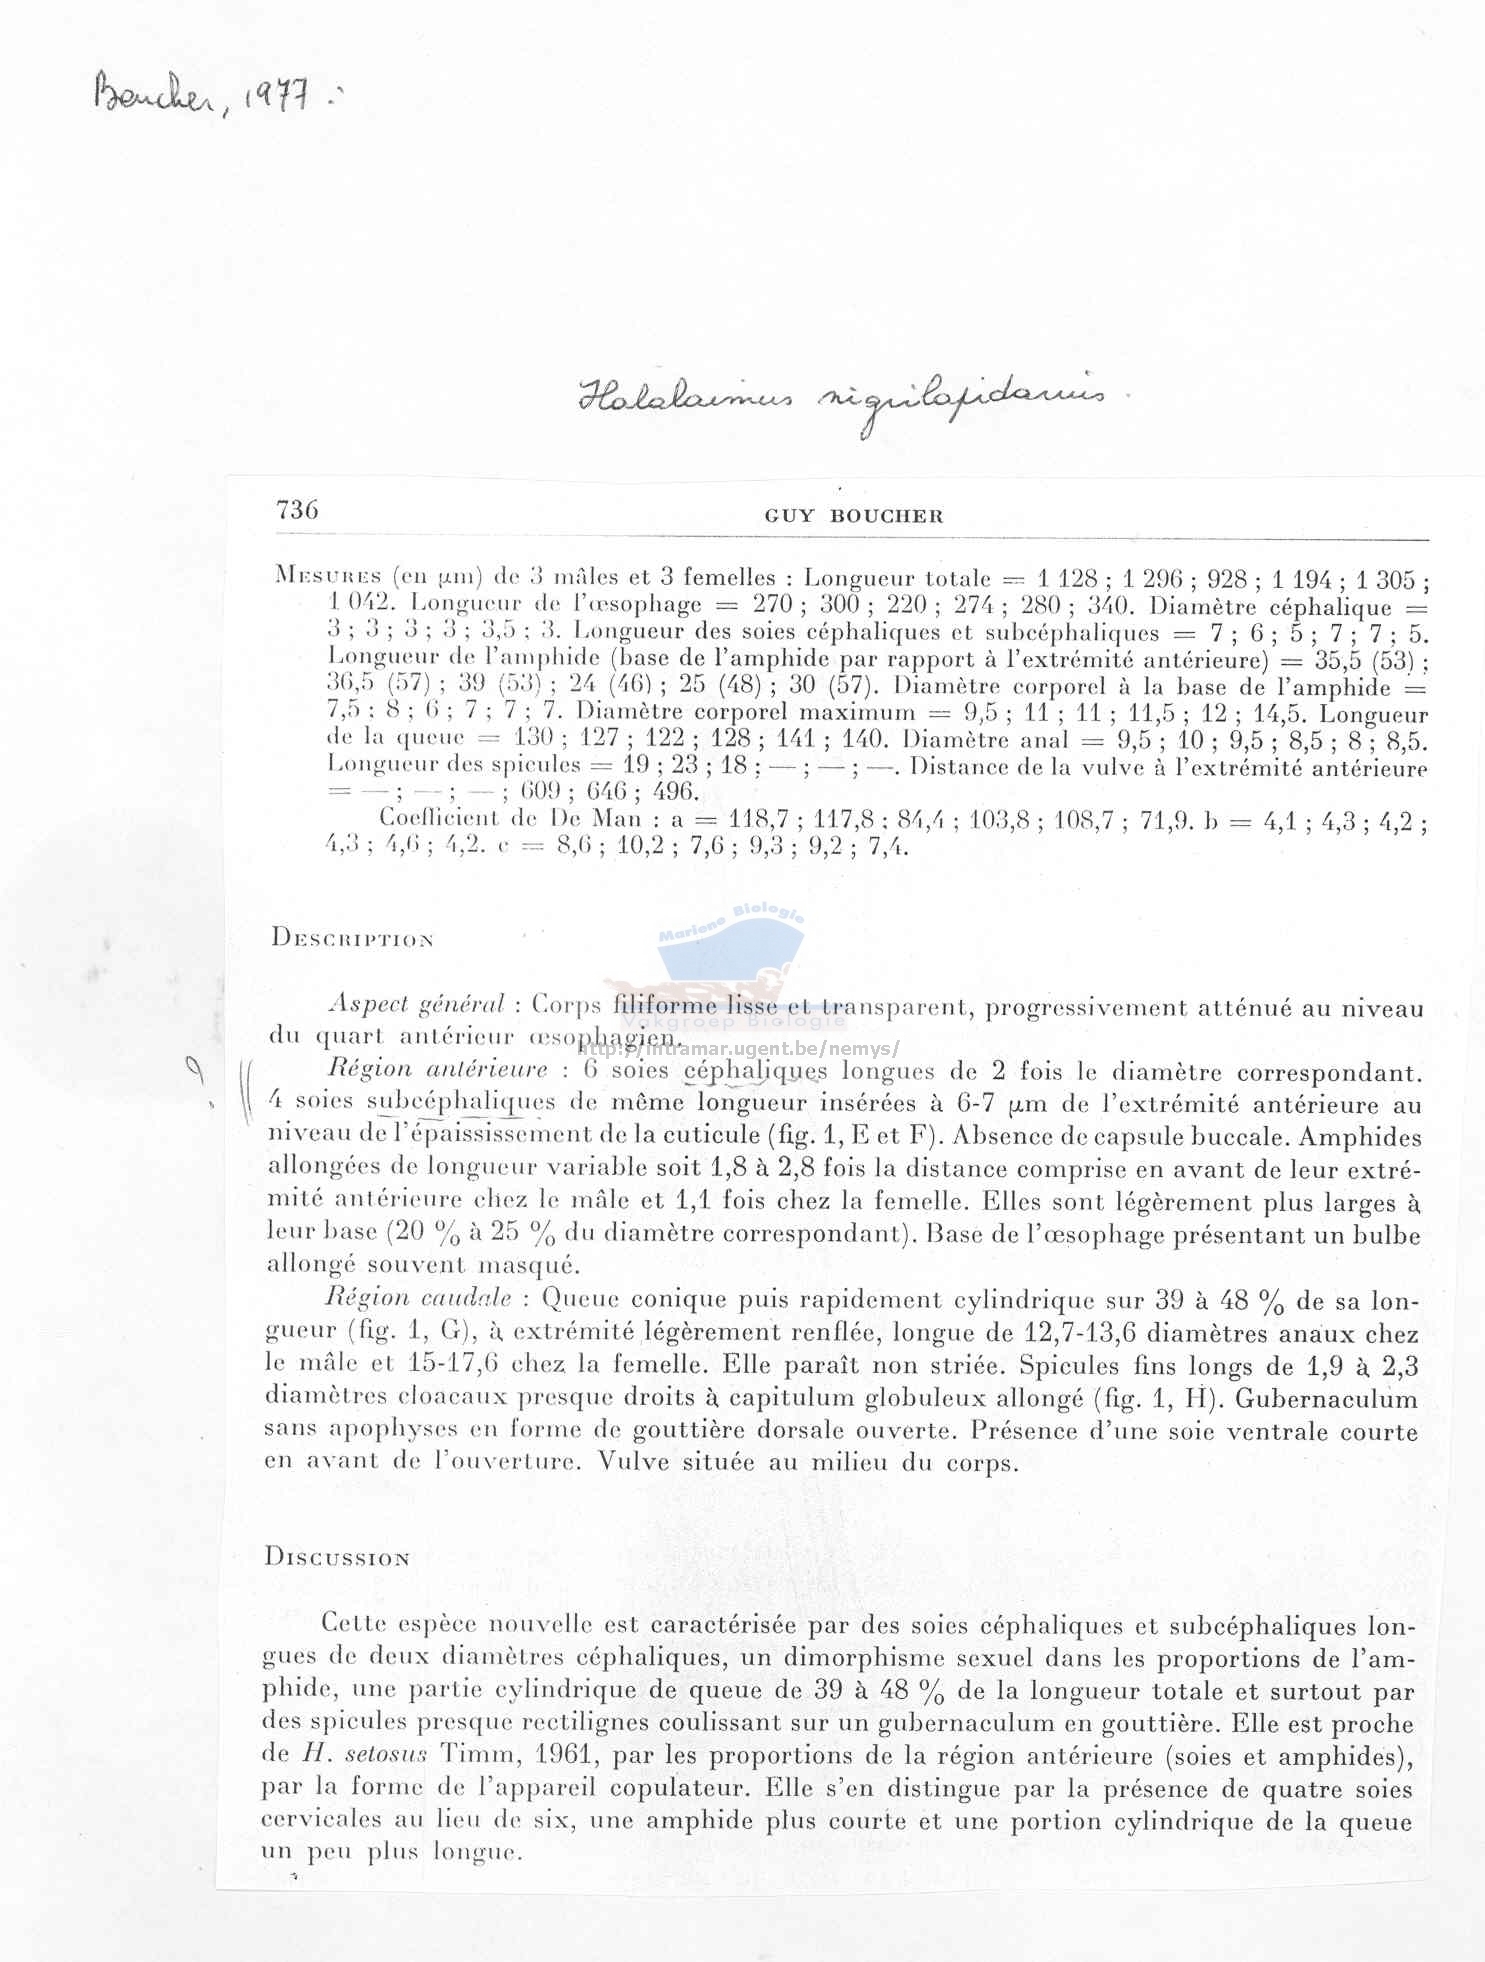 Boucher, 1977 :
Halalaimus nigrilapidarius.
736
GUY BOUCHER
MESURES (en µm) de 3 mâles et 3 femelles : Longueur totale = 1 128 ; 1 296 ; 928 ; 1 194 ; 1 305 ;
1 042. Longueur de l'œsophage = 270 ; 300 ; 220 ; 274 ; 280 ; 340. Diamètre céphalique =
3 ; 3 ; 3 ; 3 ; 3,5 ; 3. Longueur des soies céphaliques et subcéphaliques = 7 ; 6 ; 5 ; 7 ; 7 ; 5.
Longueur de l'amphide (base de l'amphide par rapport à l'extrémité antérieure) = 35,5 (53) ;
36,5 (57) ; 39 (53) ; 24 (46) ; 25 (48) ; 30 (57). Diamètre corporel à la base de l'amphide =
7,5 ; 8 ; 6 ; 7 ; 7 ; 7. Diamètre corporel maximum = 9,5 ; 11 ; 11 ; 11,5 ; 12 ; 14,5. Longueur
de la queue = 130 ; 127 ; 122 ; 128 ; 141 ; 140. Diamètre anal = 9,5 ; 10 ; 9,5 ; 8,5 ; 8 ; 8,5.
Longueur des spicules = 19 ; 23 ; 18 ; — ; — ; —. Distance de la vulve à l'extrémité antérieure
= — ; — ; — ; 609 ; 646 ; 496.
Coefficient de De Man : a = 118,7 ; 117,8 ; 84,4 ; 103,8 ; 108,7 ; 71,9. b = 4,1 ; 4,3 ; 4,2 ;
4,3 ; 4,6 ; 4,2. c = 8,6 ; 10,2 ; 7,6 ; 9,3 ; 9,2 ; 7,4.
Mariene Biologie
DESCRIPTION
Aspect général : Corps filiforme lisse et transparent, progressivement atténué au niveau
Vakgroep Biologie
du quart antérieur œsophagien.
http://intramar.ugent.be/nemys/
Région antérieure : 6 soies céphaliques longues de 2 fois le diamètre correspondant.
?
4 soies subcéphaliques de même longueur insérées à 6-7 µm de l'extrémité antérieure au
niveau de l'épaississement de la cuticule (fig. 1, E et F). Absence de capsule buccale. Amphides
allongées de longueur variable soit 1,8 à 2,8 fois la distance comprise en avant de leur extré-
mité antérieure chez le mâle et 1,1 fois chez la femelle. Elles sont légèrement plus larges à
leur base (20 % à 25 % du diamètre correspondant). Base de l'œsophage présentant un bulbe
allongé souvent masqué.
Région caudale : Queue conique puis rapidement cylindrique sur 39 à 48 % de sa lon-
gueur (fig. 1, G), à extrémité légèrement renflée, longue de 12,7-13,6 diamètres anaux chez
le mâle et 15-17,6 chez la femelle. Elle paraît non striée. Spicules fins longs de 1,9 à 2,3
diamètres cloacaux presque droits à capitulum globuleux allongé (fig. 1, H). Gubernaculum
sans apophyses en forme de gouttière dorsale ouverte. Présence d'une soie ventrale courte
en avant de l'ouverture. Vulve située au milieu du corps.
DISCUSSION
Cette espèce nouvelle est caractérisée par des soies céphaliques et subcéphaliques lon-
gues de deux diamètres céphaliques, un dimorphisme sexuel dans les proportions de l'am-
phide, une partie cylindrique de queue de 39 à 48 % de la longueur totale et surtout par
des spicules presque rectilignes coulissant sur un gubernaculum en gouttière. Elle est proche
de H. setosus Timm, 1961, par les proportions de la région antérieure (soies et amphides),
par la forme de l'appareil copulateur. Elle s'en distingue par la présence de quatre soies
cervicales au lieu de six, une amphide plus courte et une portion cylindrique de la queue
un peu plus longue.